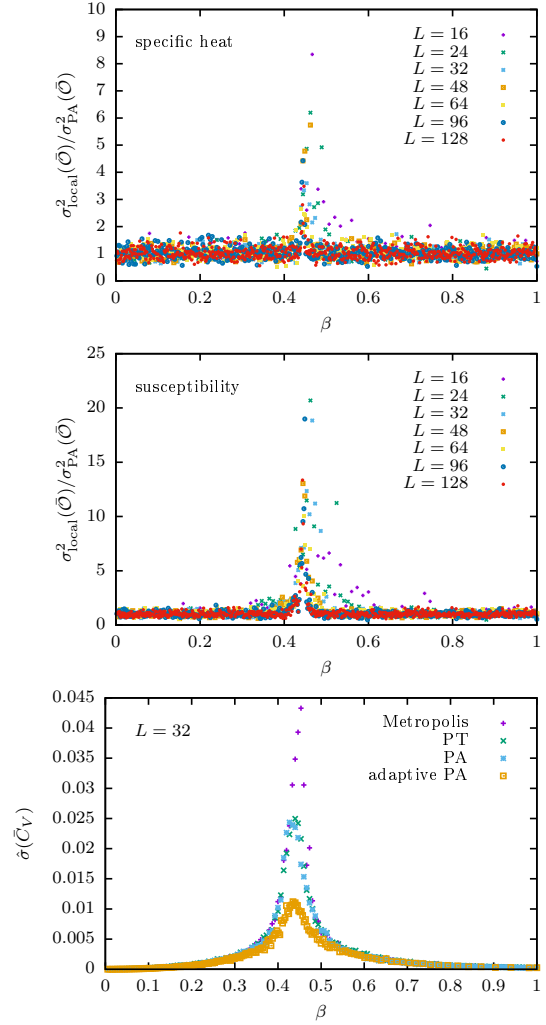 10
9
8
7
6
5
4
3
2
1
0
specific heat
L = 16
L = 24
L = 32
L = 48
L = 64
L = 96
L = 128
σ²_local(Ō)/σ²_PA(Ō)
0 0.2 0.4 0.6 0.8 1
β
25
20
15
10
5
0
susceptibility
L = 16
L = 24
L = 32
L = 48
L = 64
L = 96
L = 128
σ²_local(Ō)/σ²_PA(Ō)
0 0.2 0.4 0.6 0.8 1
β
0.045
0.04
0.035
0.03
0.025
0.02
0.015
0.01
0.005
0
L = 32
Metropolis
PT
PA
adaptive PA
σ̂(C̄_V)
0 0.1 0.2 0.3 0.4 0.5 0.6 0.7 0.8 0.9 1
β